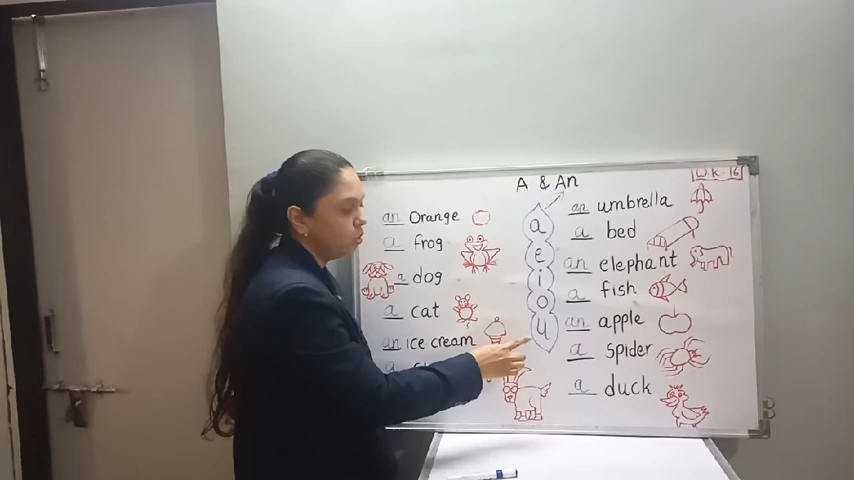 A & An
W.K 16
an Orange
a frog
a dog
a cat
an ice cream
a
a
e
i
o
u
an umbrella
a bed
an elephant
a fish
an apple
a spider
a duck